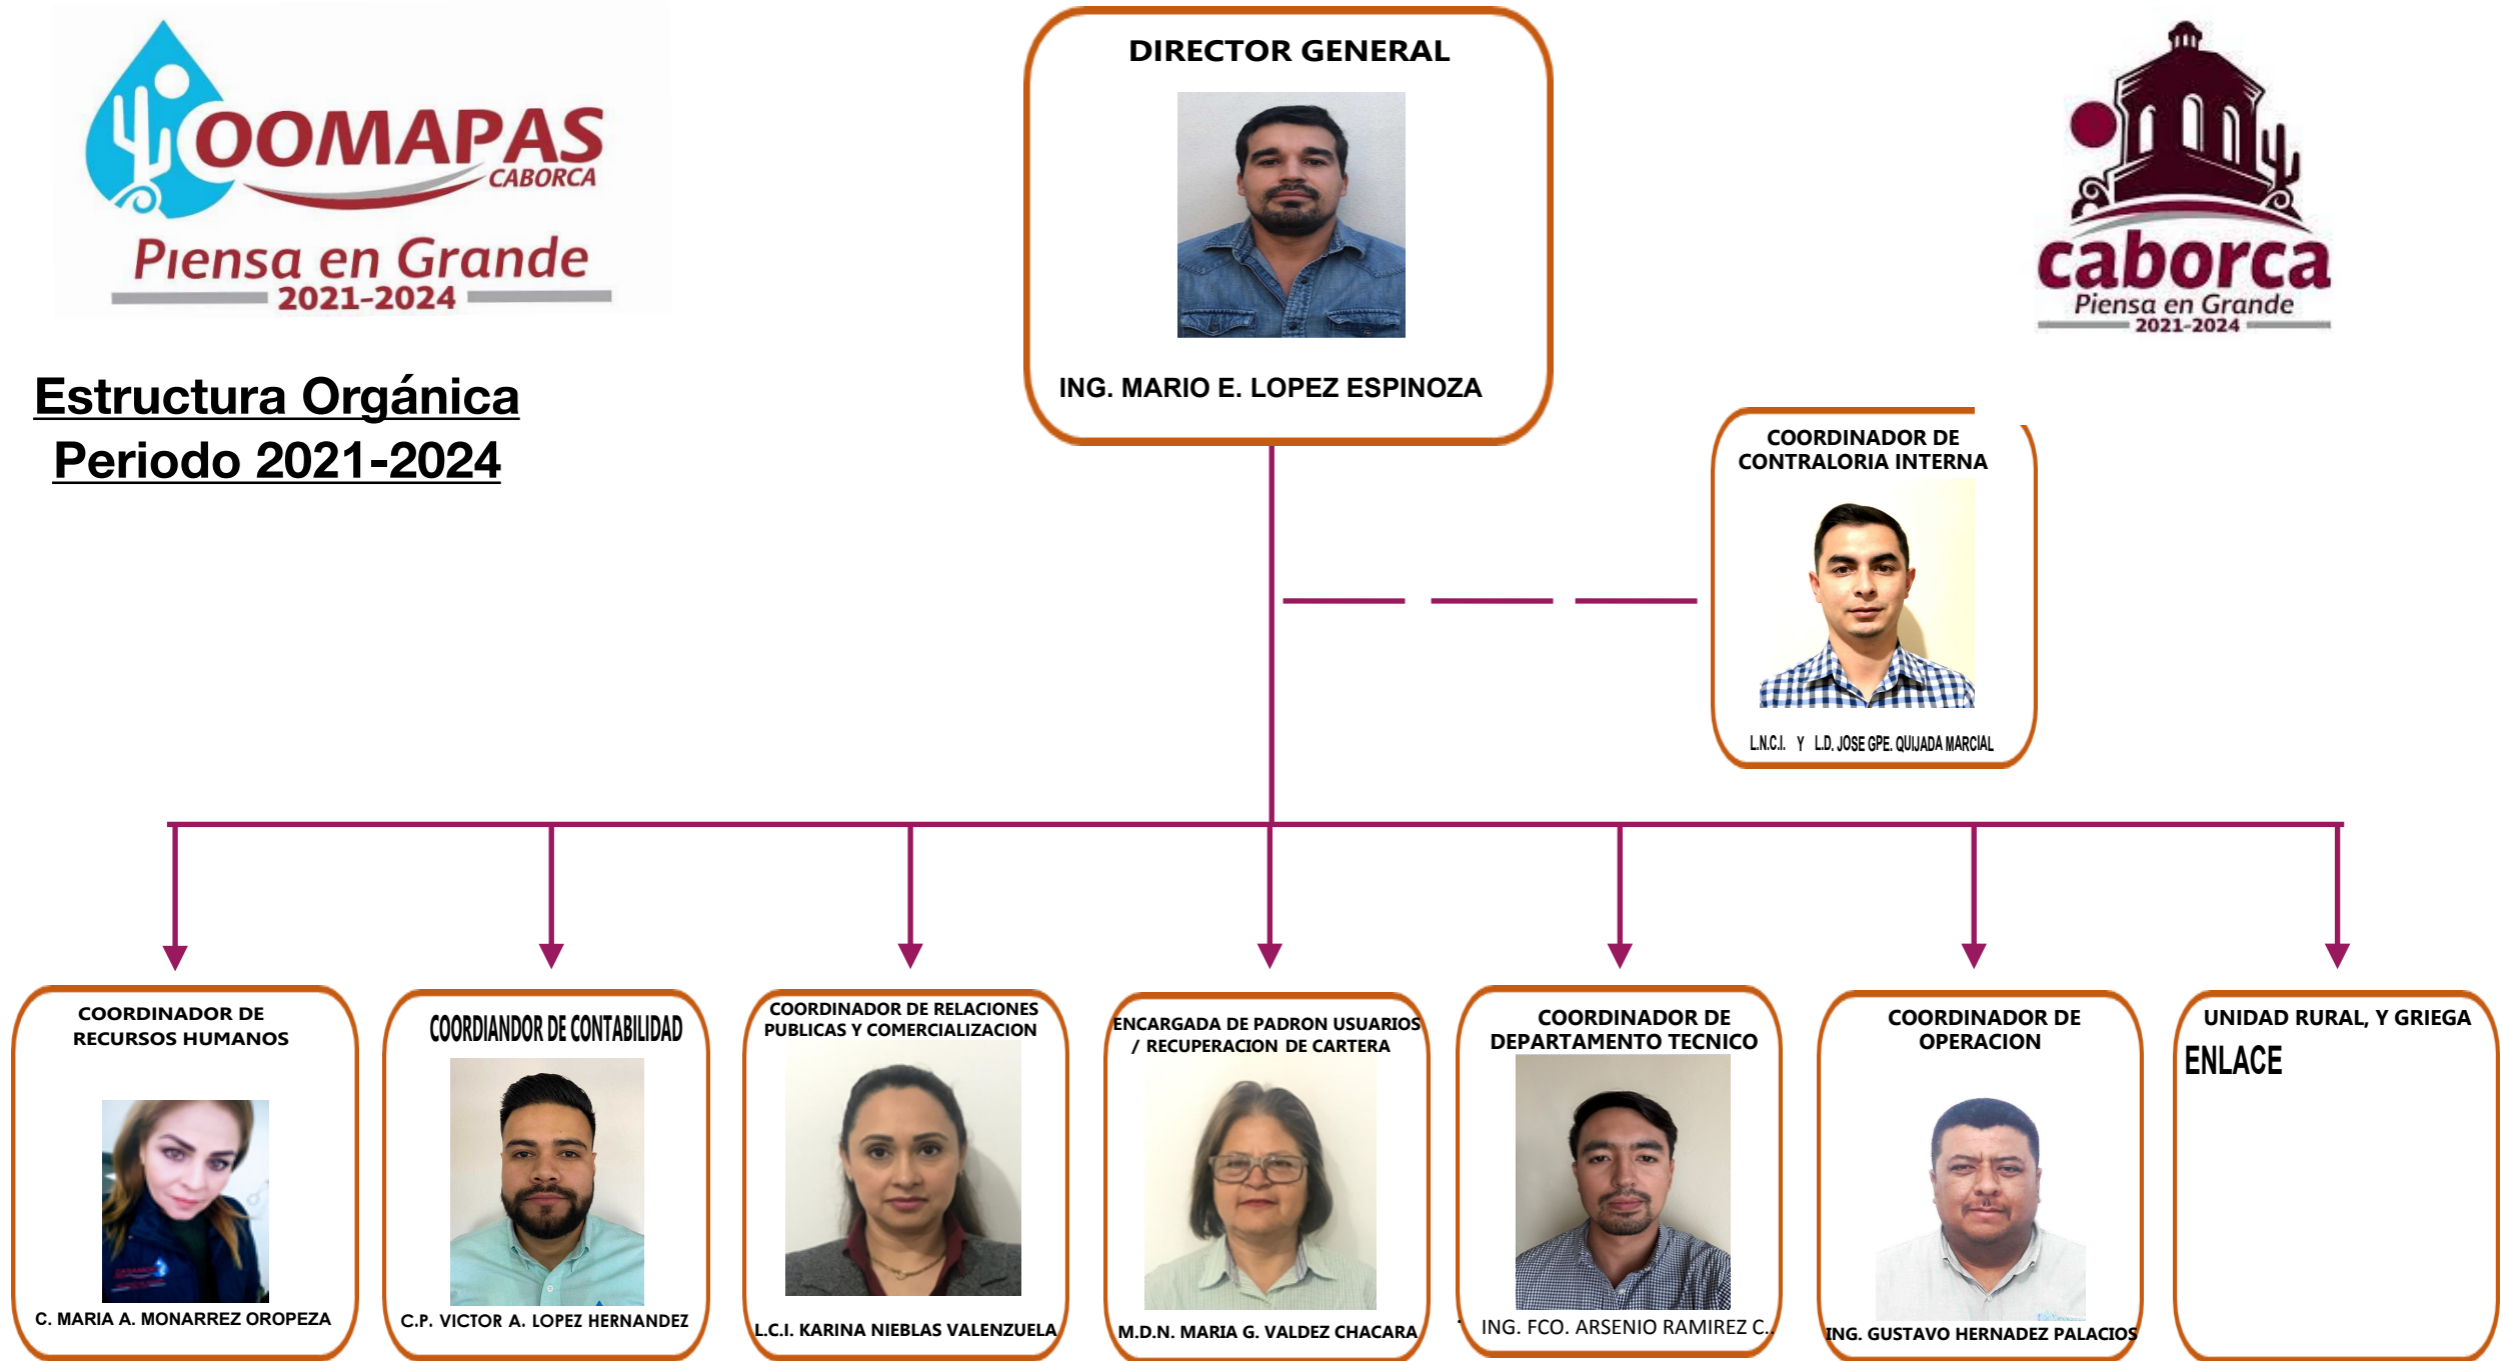 OOMAPAS
CABORCA
Piensa en Grande
2021-2024
DIRECTOR GENERAL
ING. MARIO E. LOPEZ ESPINOZA
caborca
Piensa en Grande
2021-2024
Estructura Orgánica
Periodo 2021-2024
COORDINADOR DE
CONTRALORIA INTERNA
L.N.C.I. Y L.D. JOSE GPE. QUIJADA MARCIAL
COORDINADOR DE
RECURSOS HUMANOS
C. MARIA A. MONARREZ OROPEZA
COORDIANDOR DE CONTABILIDAD
C.P. VICTOR A. LOPEZ HERNANDEZ
COORDINADOR DE RELACIONES
PUBLICAS Y COMERCIALIZACION
L.C.I. KARINA NIEBLAS VALENZUELA
ENCARGADA DE PADRON USUARIOS
/ RECUPERACION DE CARTERA
M.D.N. MARIA G. VALDEZ CHACARA
COORDINADOR DE
DEPARTAMENTO TECNICO
ING. FCO. ARSENIO RAMIREZ C..
COORDINADOR DE
OPERACION
ING. GUSTAVO HERNADEZ PALACIOS
UNIDAD RURAL, Y GRIEGA
ENLACE